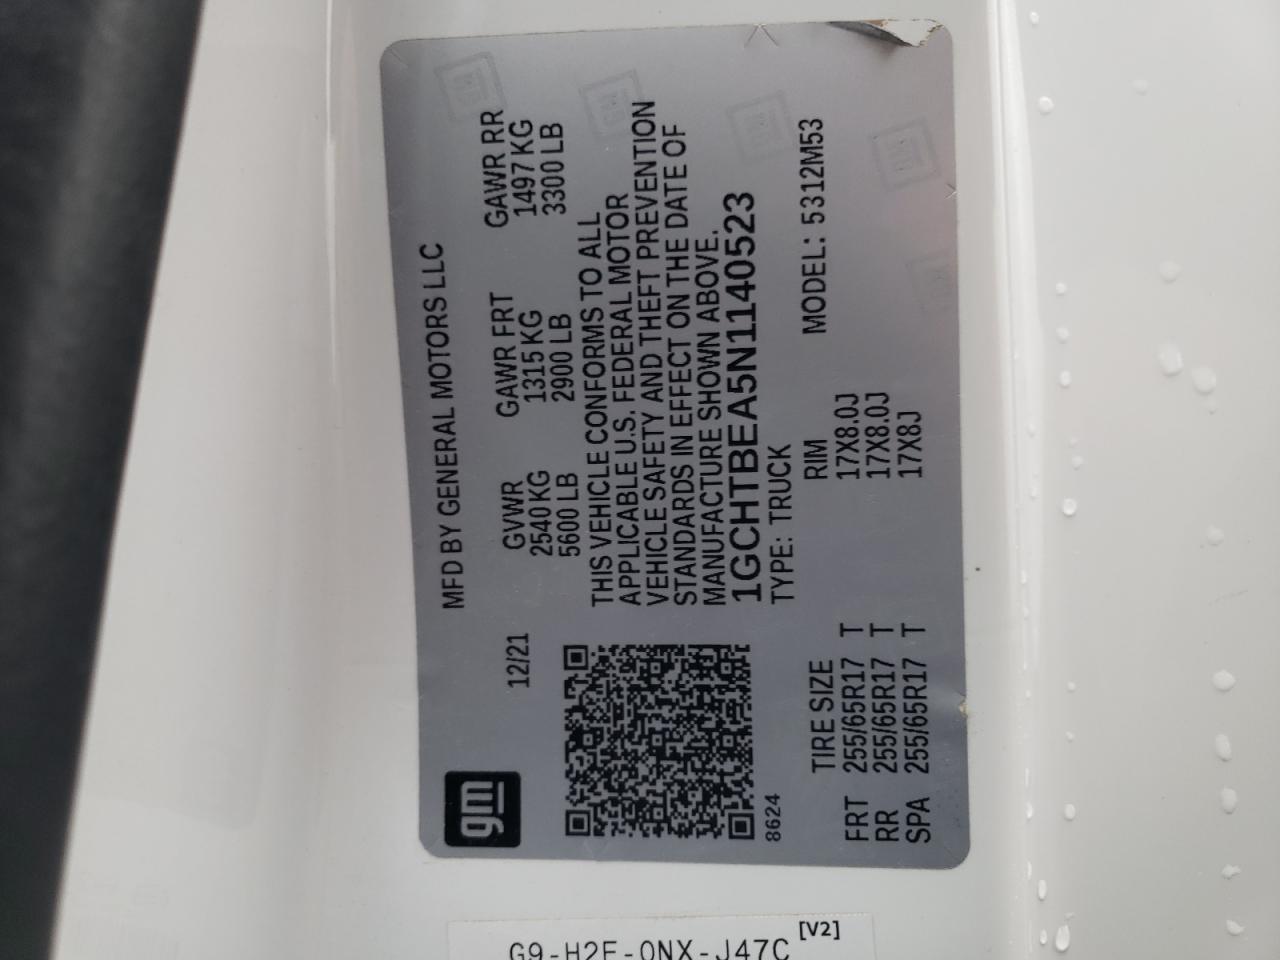 gm
MFD BY GENERAL MOTORS LLC
12/21
GVWR GAWR FRT GAWR RR
2540 KG 1315 KG 1497 KG
5600 LB 2900 LB 3300 LB
THIS VEHICLE CONFORMS TO ALL
APPLICABLE U.S. FEDERAL MOTOR
VEHICLE SAFETY AND THEFT PREVENTION
STANDARDS IN EFFECT ON THE DATE OF
MANUFACTURE SHOWN ABOVE.
1GCHTBEA5N1140523
8624
TYPE: TRUCK
TIRE SIZE RIM MODEL: 5312M53
FRT 255/65R17 T 17X8.0J
RR 255/65R17 T 17X8.0J
SPA 255/65R17 T 17X8J
[V2]
G9-H2F-0NX-J47C